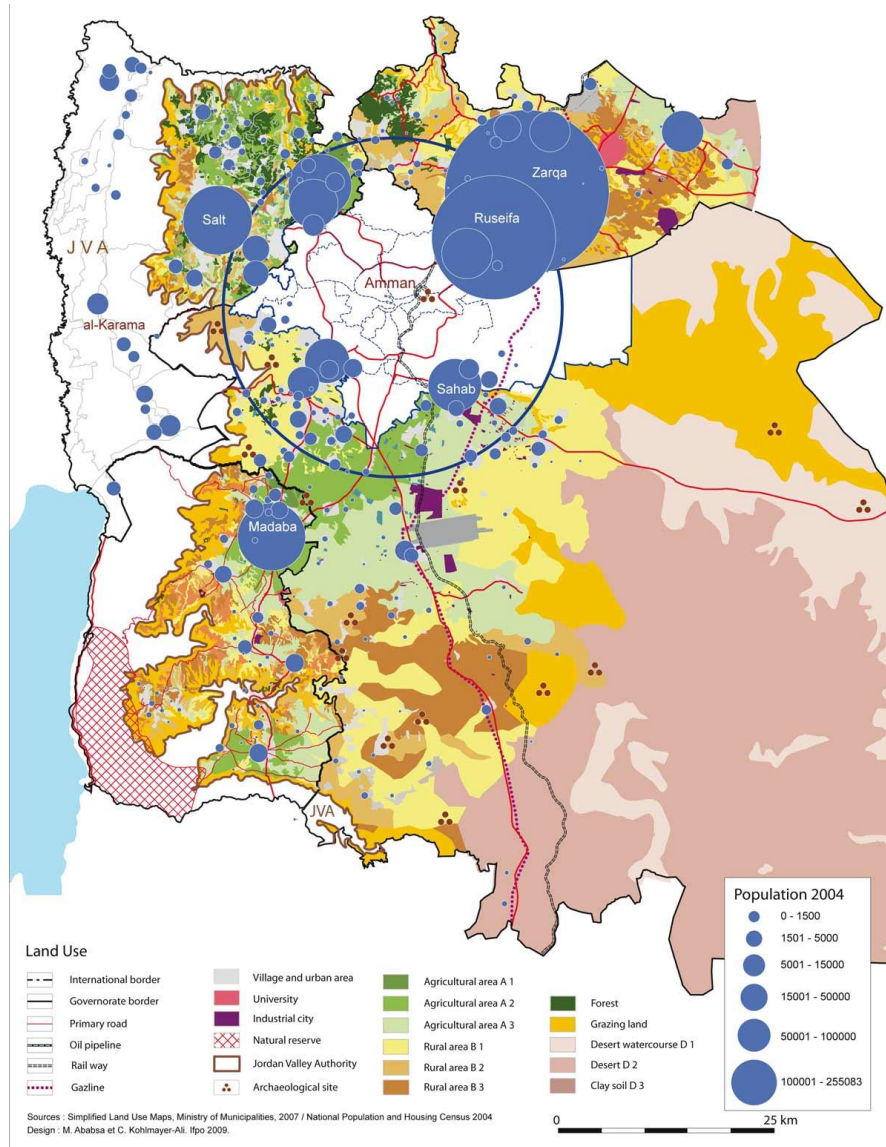 Zarqa
Ruseifa
Salt
J V A
Amman
al-Karama
Sahab
Madaba
JVA
Population 2004
0 - 1500
1501 - 5000
5001 - 15000
15001 - 50000
50001 - 100000
100001 - 255083
Land Use
International border
Governorate border
Primary road
Oil pipeline
Rail way
Gazline
Village and urban area
University
Industrial city
Natural reserve
Jordan Valley Authority
Archaeological site
Agricultural area A 1
Agricultural area A 2
Agricultural area A 3
Rural area B 1
Rural area B 2
Rural area B 3
Forest
Grazing land
Desert watercourse D 1
Desert D 2
Clay soil D 3
Sources : Simplified Land Use Maps, Ministry of Municipalities, 2007 / National Population and Housing Census 2004
Design : M. Ababsa et C. Kohlmayer-Ali. Ifpo 2009.
0 25 km